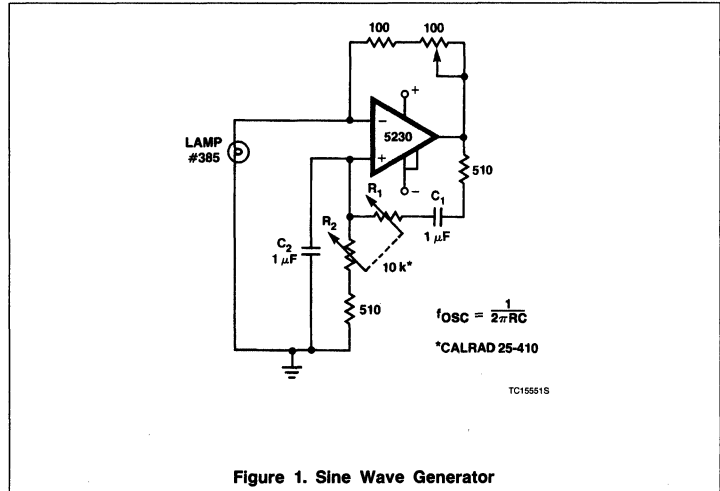 100 100
+
−
5230
LAMP
#385
+
510
−
R1
C1
R2
1 μF
C2
1 μF
10 k*
510
fOSC = 1
2πRC
*CALRAD 25-410
TC15551S
Figure 1. Sine Wave Generator